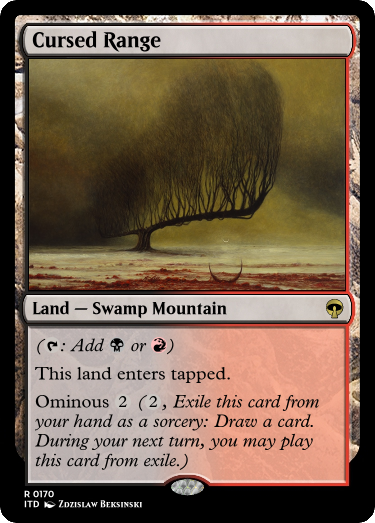 Cursed Range
Land — Swamp Mountain
(: Add or )
This land enters tapped.
Ominous 2 (2, Exile this card from
your hand as a sorcery: Draw a card.
During your next turn, you may play
this card from exile.)
R 0170
ITD Zdzislaw Beksinski